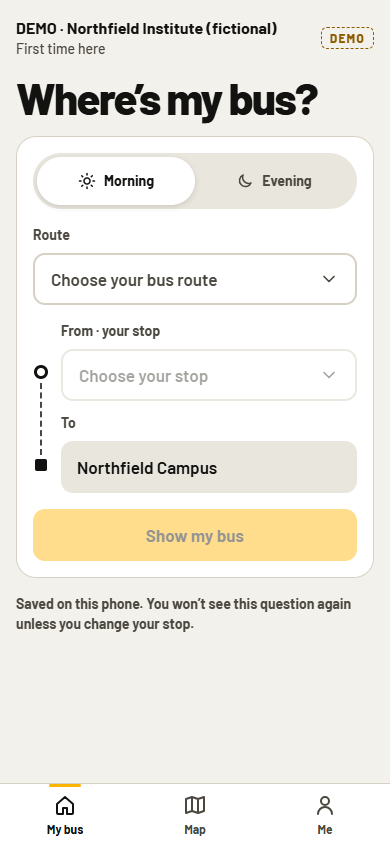 DEMO · Northfield Institute (fictional)
First time here
DEMO
Where’s my bus?
Morning
Evening
Route
Choose your bus route
From · your stop
Choose your stop
To
Northfield Campus
Show my bus
Saved on this phone. You won’t see this question again
unless you change your stop.
My bus
Map
Me